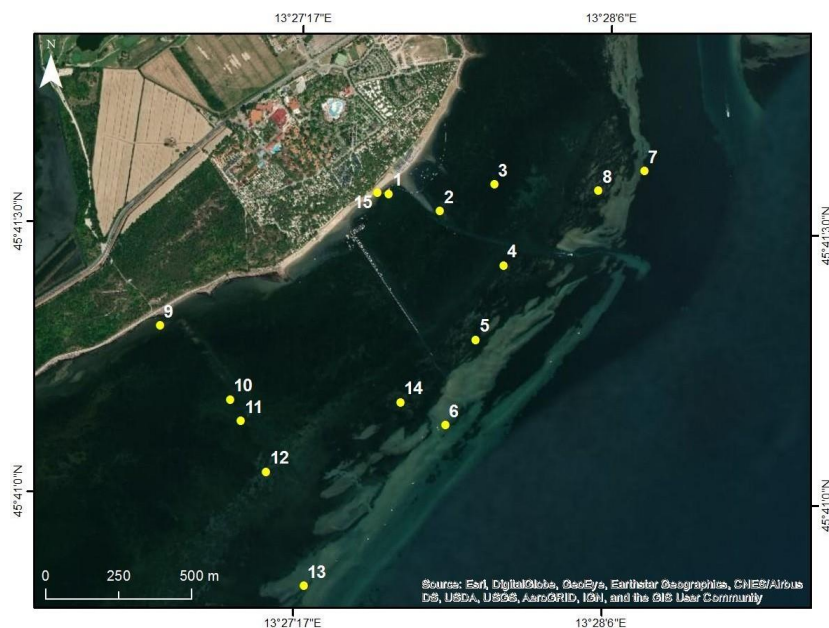 13°27'17"E 13°28'6"E
N
7
3
8
1
15
2
45°41'3"N 45°41'3"N
4
9
5
10
14
11
6
12
45°41'0"N 45°41'0"N
13
0 250 500 m
Source: Esri, DigitalGlobe, GeoEye, Earthstar Geographics, CNES/Airbus
DS, USDA, USGS, AeroGRID, IGN, and the GIS User Community
13°27'17"E 13°28'6"E